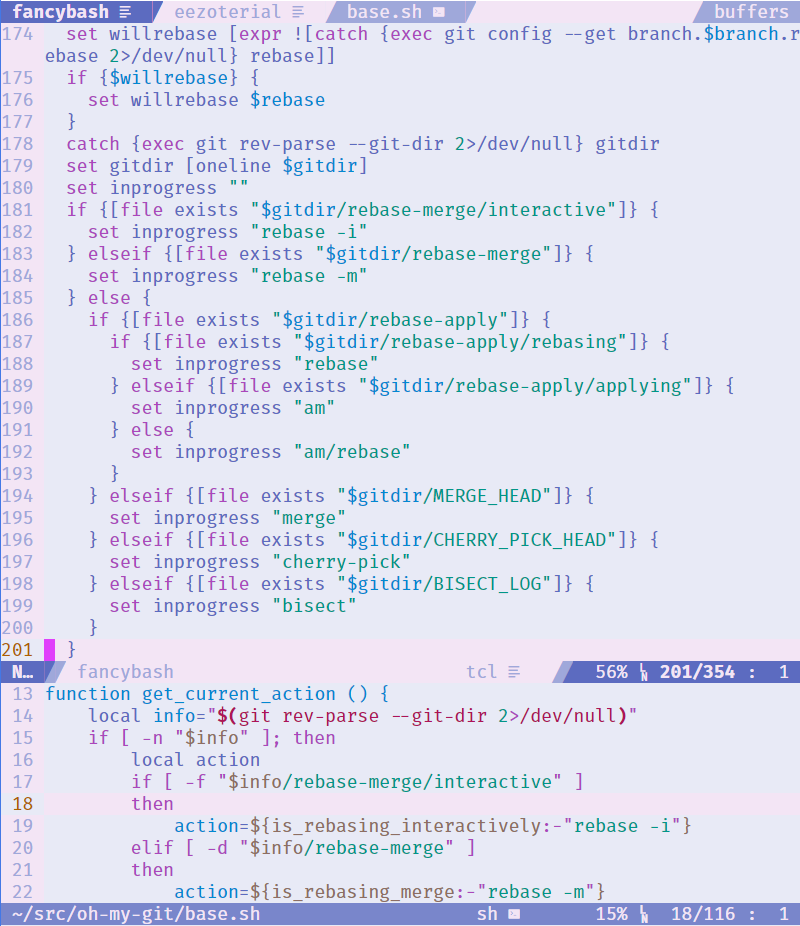 fancybash eezoterial base.sh buffers
174   set willrebase [expr ![catch {exec git config --get branch.$branch.r
ebase 2>/dev/null} rebase]]
175   if {$willrebase} {
176     set willrebase $rebase
177   }
178   catch {exec git rev-parse --git-dir 2>/dev/null} gitdir
179   set gitdir [oneline $gitdir]
180   set inprogress ""
181   if {[file exists "$gitdir/rebase-merge/interactive"]} {
182     set inprogress "rebase -i"
183   } elseif {[file exists "$gitdir/rebase-merge"]} {
184     set inprogress "rebase -m"
185   } else {
186     if {[file exists "$gitdir/rebase-apply"]} {
187       if {[file exists "$gitdir/rebase-apply/rebasing"]} {
188         set inprogress "rebase"
189       } elseif {[file exists "$gitdir/rebase-apply/applying"]} {
190         set inprogress "am"
191       } else {
192         set inprogress "am/rebase"
193       }
194     } elseif {[file exists "$gitdir/MERGE_HEAD"]} {
195       set inprogress "merge"
196     } elseif {[file exists "$gitdir/CHERRY_PICK_HEAD"]} {
197       set inprogress "cherry-pick"
198     } elseif {[file exists "$gitdir/BISECT_LOG"]} {
199       set inprogress "bisect"
200     }
201   }
N… fancybash tcl 56% LN 201/354 : 1
13 function get_current_action () {
14     local info="$(git rev-parse --git-dir 2>/dev/null)"
15     if [ -n "$info" ]; then
16         local action
17         if [ -f "$info/rebase-merge/interactive" ]
18         then
19             action=${is_rebasing_interactively:-"rebase -i"}
20         elif [ -d "$info/rebase-merge" ]
21         then
22             action=${is_rebasing_merge:-"rebase -m"}
~/src/oh-my-git/base.sh sh 15% LN 18/116 : 1